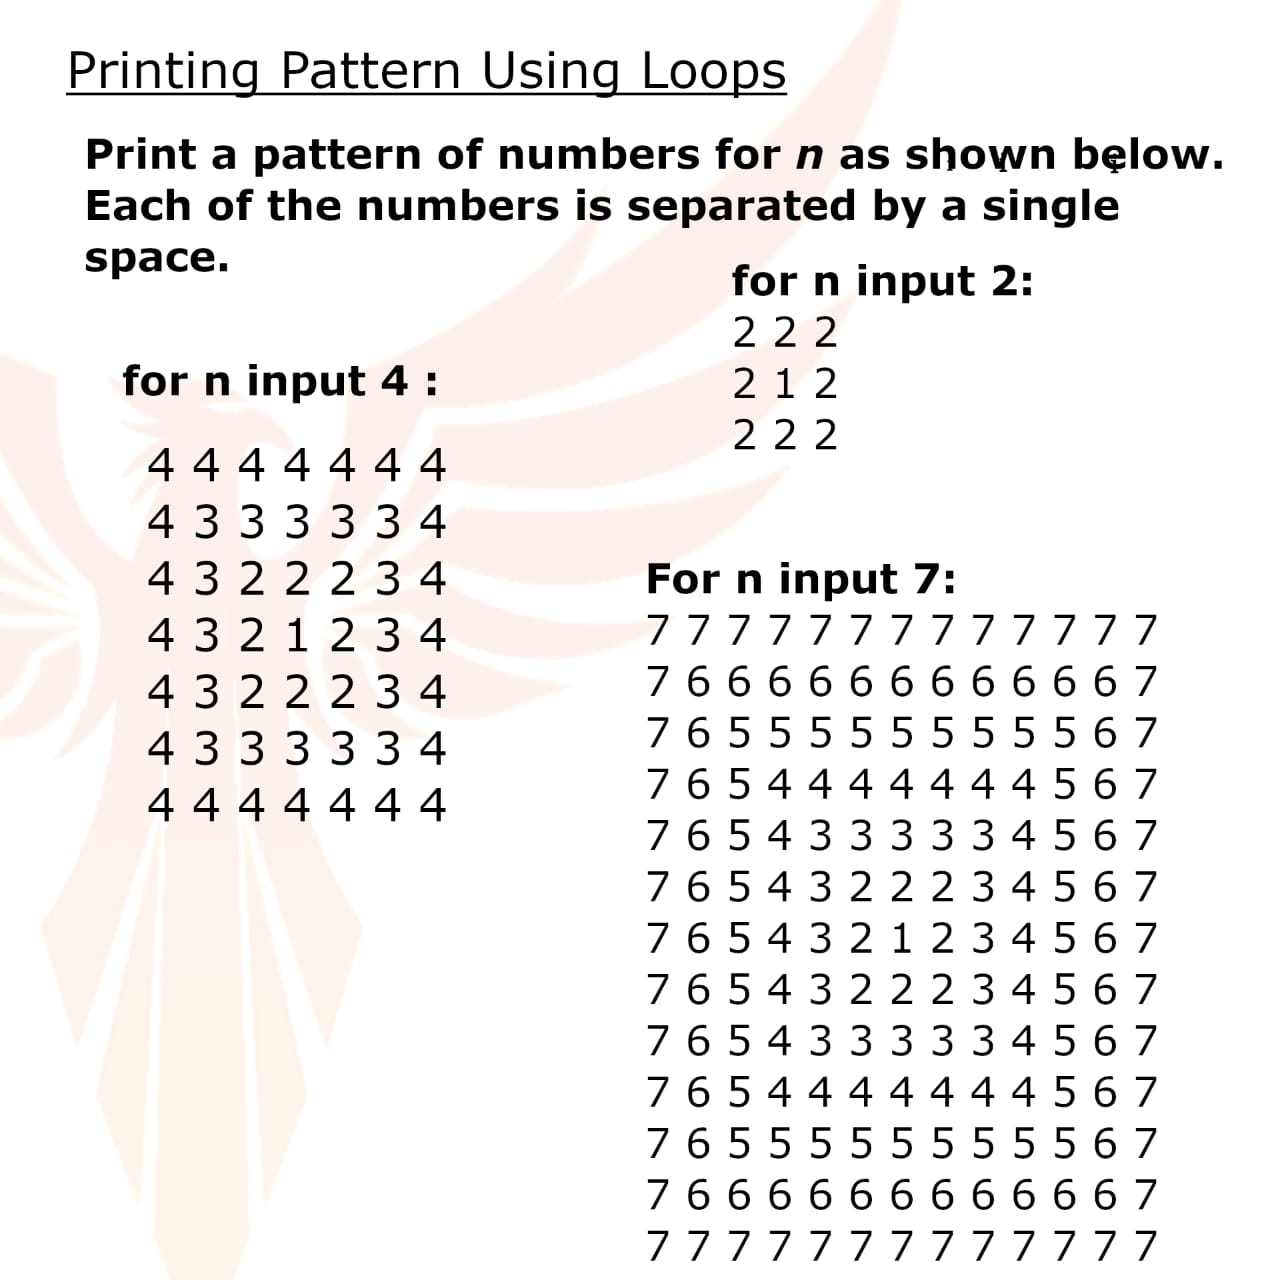 Printing Pattern Using Loops
Print a pattern of numbers for n as shown below.
Each of the numbers is separated by a single
space.
for n input 4 :
4 4 4 4 4 4 4
4 3 3 3 3 3 4
4 3 2 2 2 3 4
4 3 2 1 2 3 4
4 3 2 2 2 3 4
4 3 3 3 3 3 4
4 4 4 4 4 4 4
for n input 2:
2 2 2
2 1 2
2 2 2
For n input 7:
7 7 7 7 7 7 7 7 7 7 7 7 7
7 6 6 6 6 6 6 6 6 6 6 6 7
7 6 5 5 5 5 5 5 5 5 5 6 7
7 6 5 4 4 4 4 4 4 4 5 6 7
7 6 5 4 3 3 3 3 3 4 5 6 7
7 6 5 4 3 2 2 2 3 4 5 6 7
7 6 5 4 3 2 1 2 3 4 5 6 7
7 6 5 4 3 2 2 2 3 4 5 6 7
7 6 5 4 3 3 3 3 3 4 5 6 7
7 6 5 4 4 4 4 4 4 4 5 6 7
7 6 5 5 5 5 5 5 5 5 5 6 7
7 6 6 6 6 6 6 6 6 6 6 6 7
7 7 7 7 7 7 7 7 7 7 7 7 7